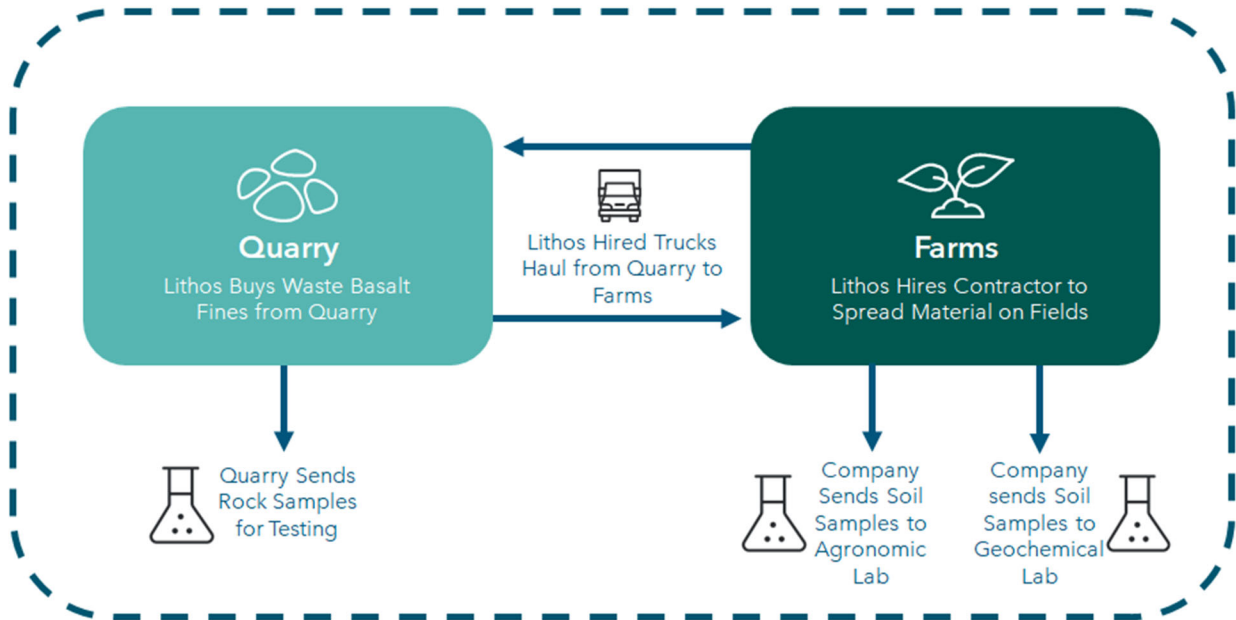 Quarry
Lithos Buys Waste Basalt
Fines from Quarry
Lithos Hired Trucks
Haul from Quarry to
Farms
Farms
Lithos Hires Contractor to
Spread Material on Fields
Quarry Sends
Rock Samples
for Testing
Company
Sends Soil
Samples to
Agronomic
Lab
Company
sends Soil
Samples to
Geochemical
Lab